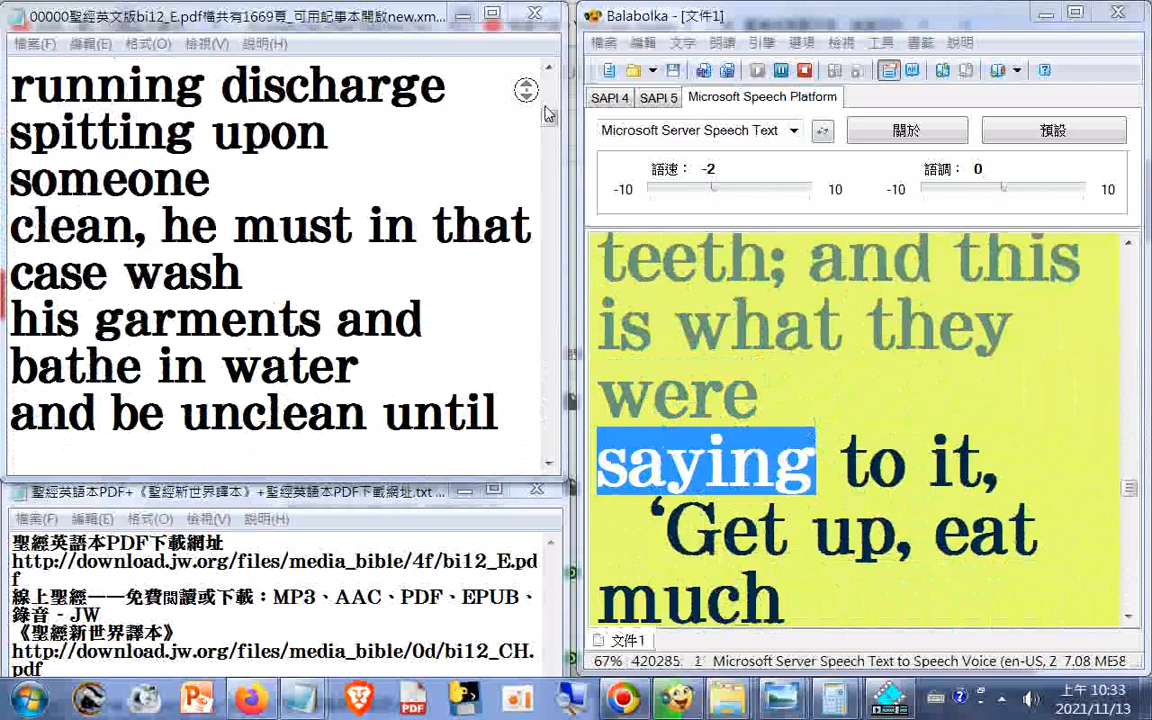 00000聖經英文版bi12_E.pdf檔共有1669頁_可用記事本開啟new.xm...
檔案(F) 編輯(E) 格式(O) 檢視(V) 說明(H)
running discharge
spitting upon
someone
clean, he must in that
case wash
his garments and
bathe in water
and be unclean until
聖經英語本PDF+《聖經新世界譯本》+聖經英語本PDF下載網址.txt ...
檔案(F) 編輯(E) 格式(O) 檢視(V) 說明(H)
聖經英語本PDF下載網址
http://download.jw.org/files/media_bible/4f/bi12_E.pd
f
線上聖經——免費閱讀或下載：MP3、AAC、PDF、EPUB、
錄音 - JW
《聖經新世界譯本》
http://download.jw.org/files/media_bible/0d/bi12_CH.
pdf
Balabolka - [文件1]
檔案 編輯 文字 朗讀 引擎 選項 檢視 工具 書籤 說明
SAPI 4 SAPI 5 Microsoft Speech Platform
Microsoft Server Speech Text 關於 預設
語速： -2 語調： 0
-10 10 -10 10
teeth; and this
is what they
were
saying to it,
‘Get up, eat
much
文件1
67% 420285: 1 Microsoft Server Speech Text to Speech Voice (en-US, Z 7.08 ME58
上午 10:33
2021/11/13